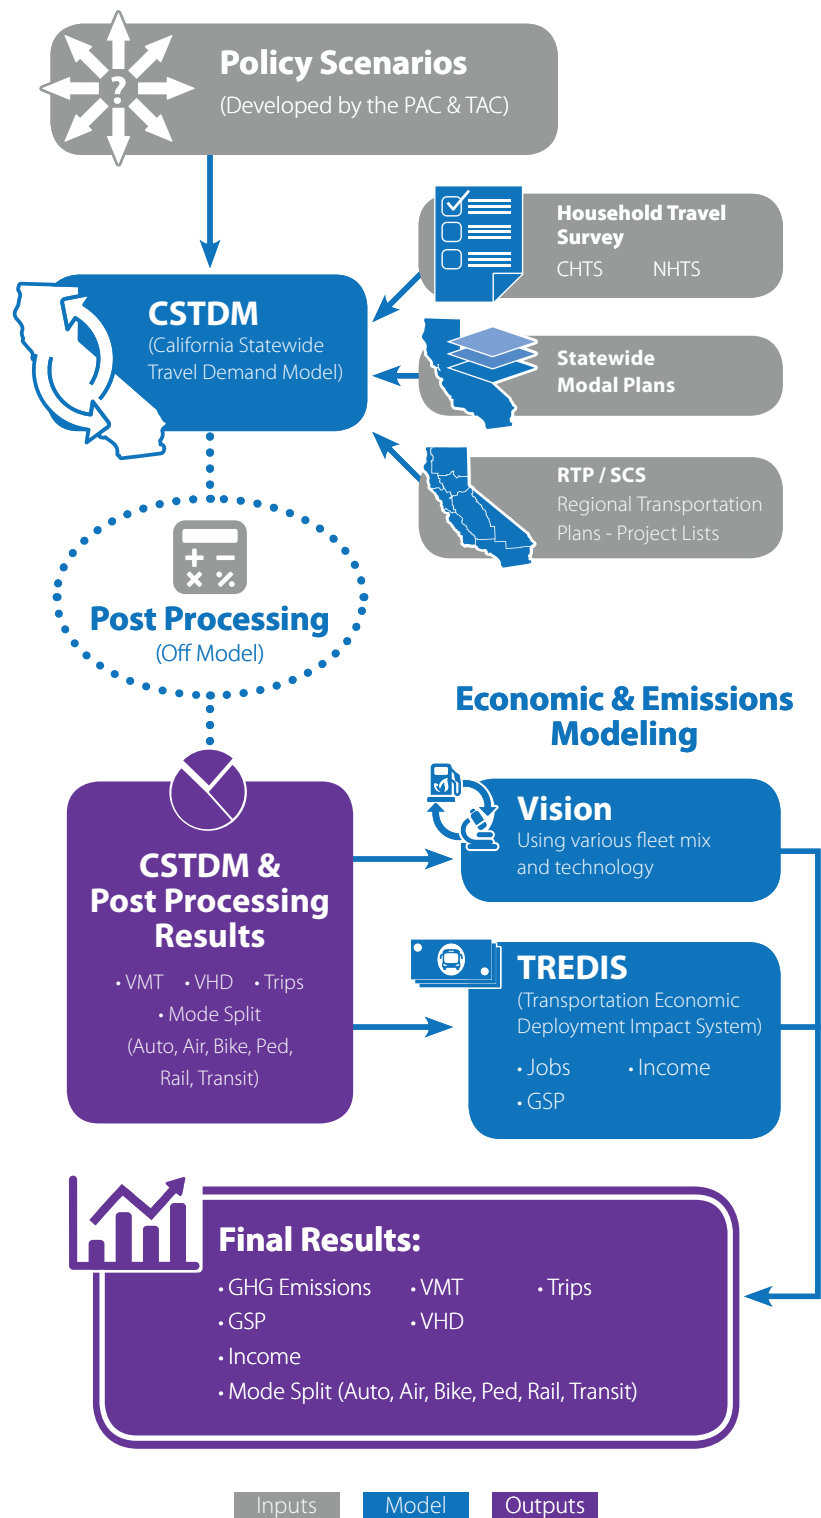 ?
Policy Scenarios
(Developed by the PAC & TAC)
Household Travel
Survey
CHTS NHTS
CSTDM
(California Statewide
Travel Demand Model)
Statewide
Modal Plans
RTP / SCS
Regional Transportation
Plans - Project Lists
Post Processing
(Off Model)
Economic & Emissions
Modeling
CSTDM &
Post Processing
Results
• VMT • VHD • Trips
• Mode Split
(Auto, Air, Bike, Ped,
Rail, Transit)
Vision
Using various fleet mix
and technology
TREDIS
(Transportation Economic
Deployment Impact System)
• Jobs • Income
• GSP
Final Results:
• GHG Emissions • VMT • Trips
• GSP • VHD
• Income
• Mode Split (Auto, Air, Bike, Ped, Rail, Transit)
Inputs Model Outputs